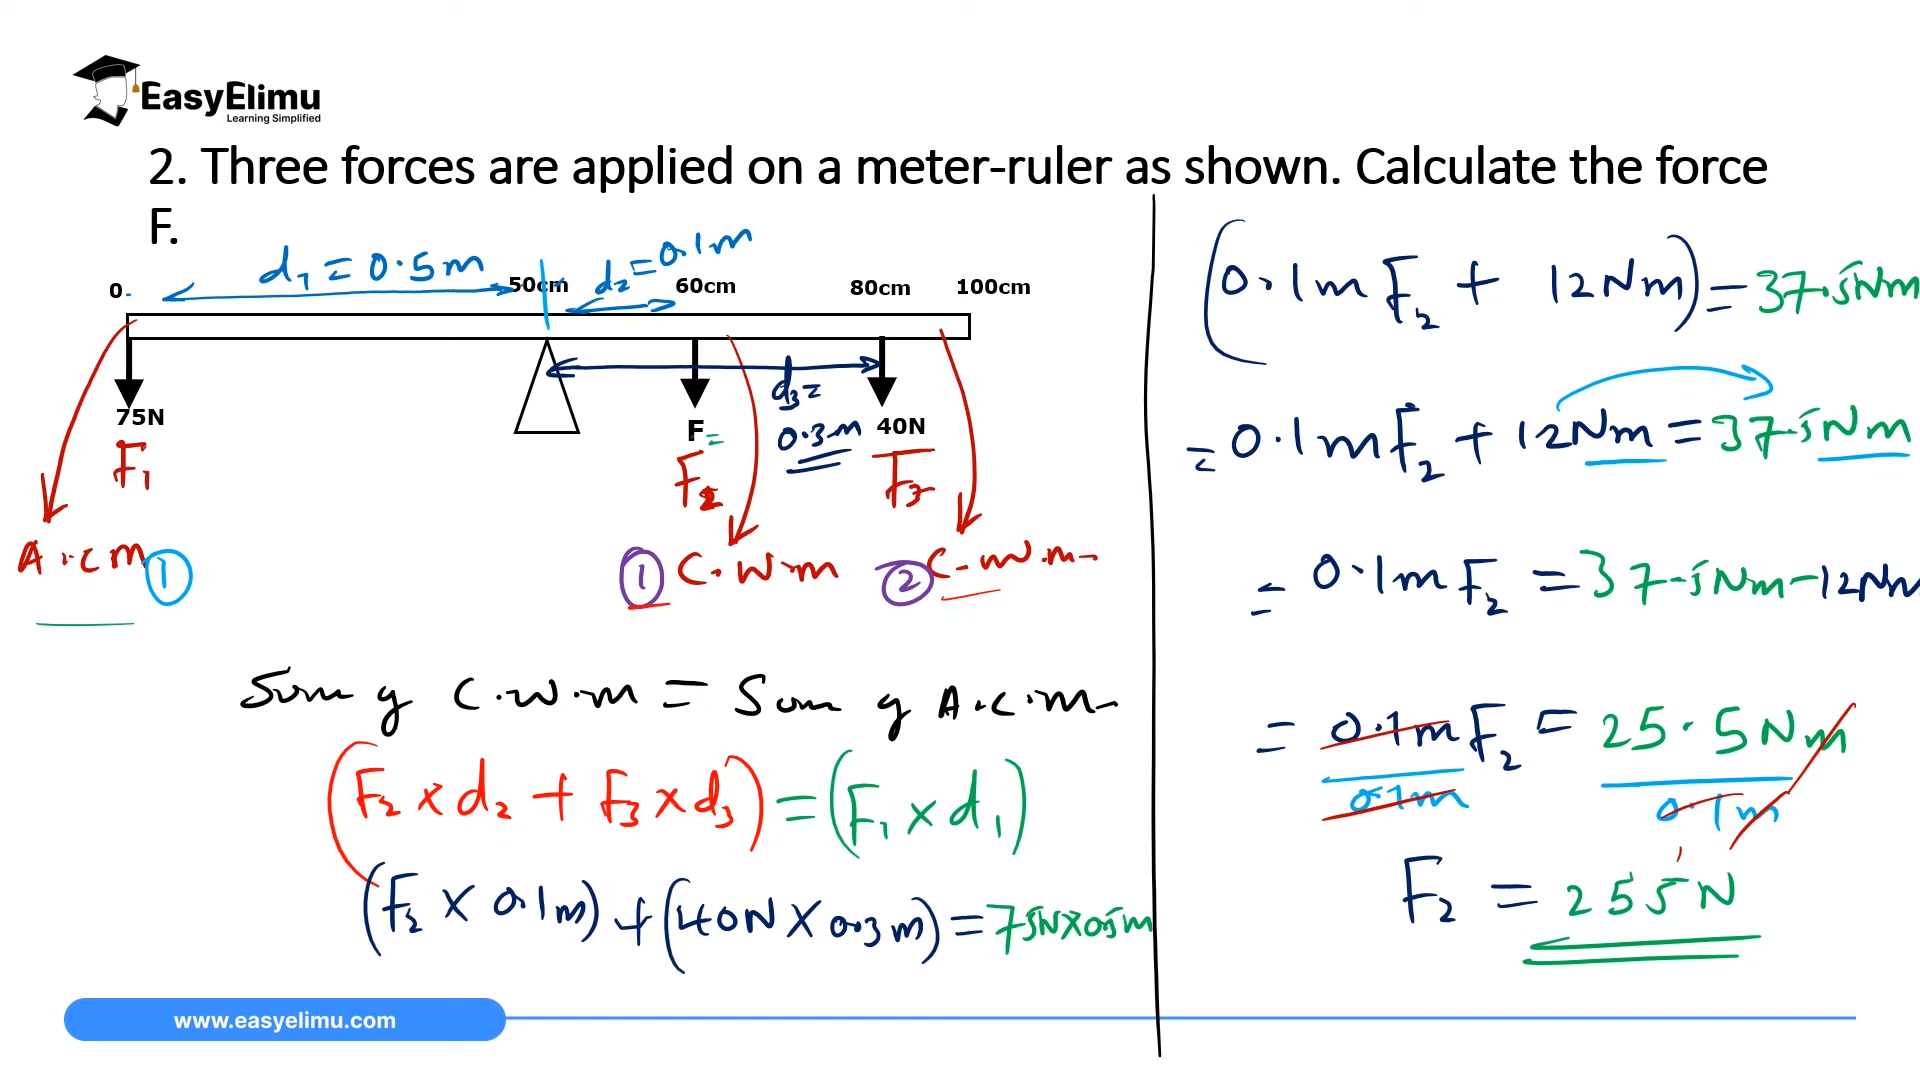 EasyElimu
Learning Simplified
2. Three forces are applied on a meter-ruler as shown. Calculate the force
F.
d₁ = 0.5m
d₂ = 0.1m
0 50cm 60cm 80cm 100cm
d₃ =
0.3m
75N F = 40N
F₁ F₂ F₃
A.C.M ① ① C.W.M ② C.W.M
Sum of C.W.M = Sum of A.C.M
(F₂ × d₂ + F₃ × d₃) = (F₁ × d₁)
(F₂ × 0.1m) + (40N × 0.3m) = 75N×0.5m
(0.1m F₂ + 12Nm) = 37.5Nm
= 0.1m F₂ + 12Nm = 37.5Nm
= 0.1m F₂ = 37.5Nm - 12Nm
= 0.1m F₂ = 25.5Nm
0.1m 0.1m
F₂ = 255N
www.easyelimu.com